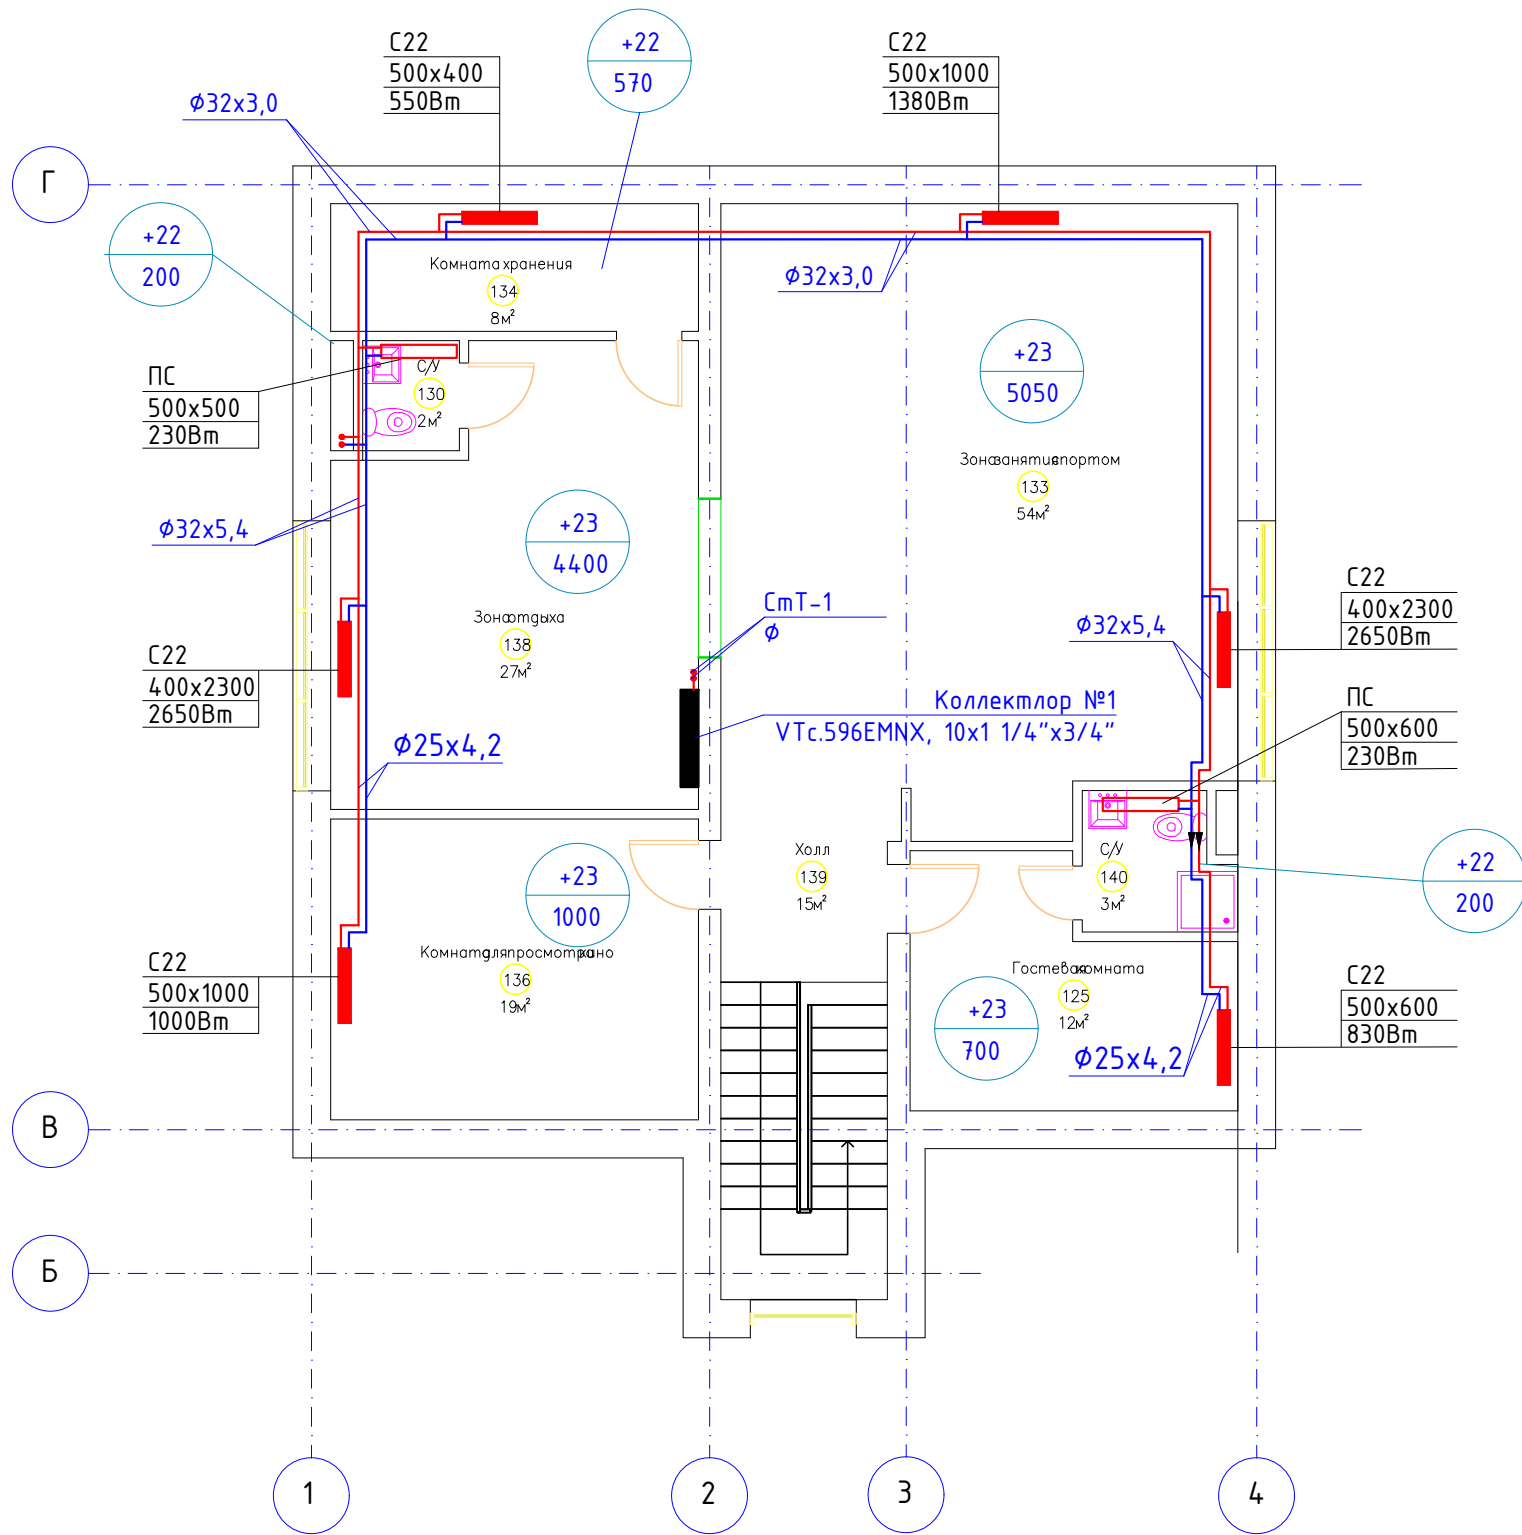 С22
500х400
550Вт
+22
570
С22
500х1000
1380Вт
Ф32х3,0
Г
+22
200
Комната хранения
134
8м²
Ф32х3,0
ПС
500х500
230Вт
С/У
130
2м²
+23
5050
Зона занятия спортом
133
54м²
Ф32х5,4
+23
4400
Зона отдыха
138
27м²
СтТ-1
Ф
Ф32х5,4
С22
400х2300
2650Вт
С22
400х2300
2650Вт
Коллектлор №1
VTc.596EMNX, 10х1 1/4"х3/4"
ПС
500х600
230Вт
Ф25х4,2
Холл
139
15м²
С/У
140
3м²
+22
200
+23
1000
Комната для просмотра кино
136
19м²
С22
500х1000
1000Вт
Гостевая комната
125
12м²
+23
700
Ф25х4,2
С22
500х600
830Вт
В
Б
1
2
3
4